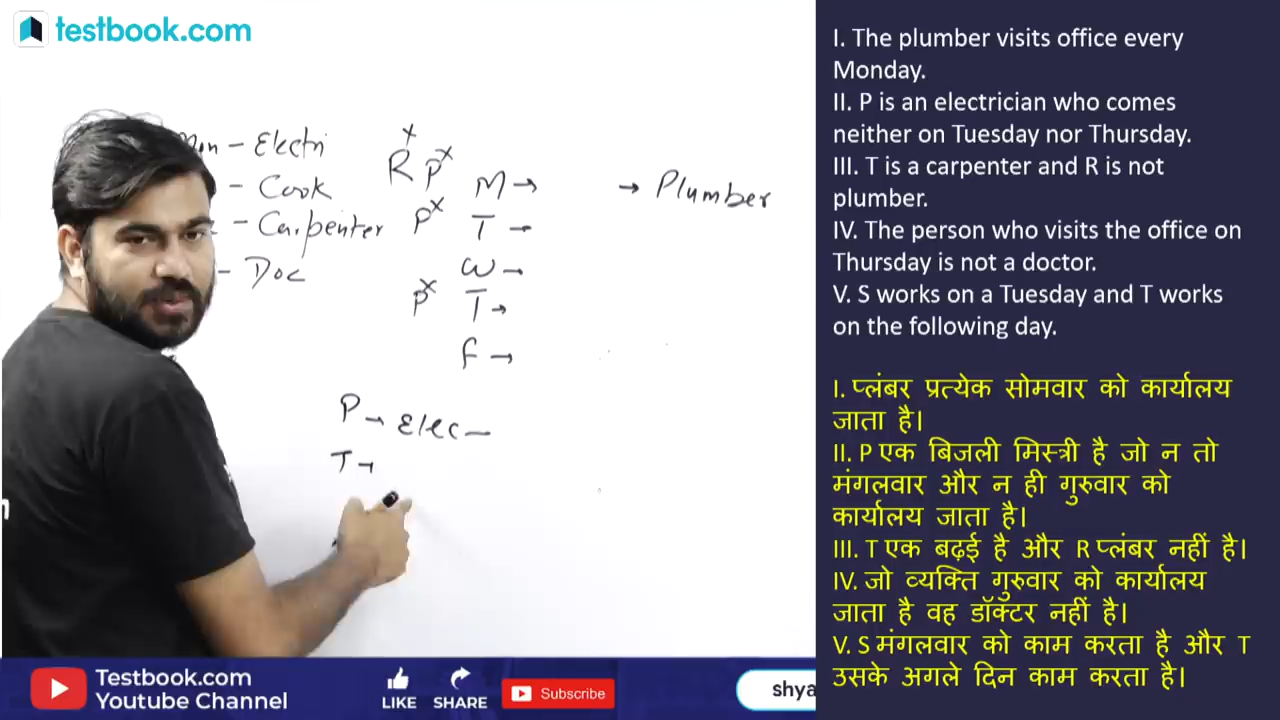 testbook.com
– Electri
– Cook
– Carpenter
– Doc
R P
M → → Plumber
P T →
W →
P T →
F →
P → Elec –
T →
I. The plumber visits office every
Monday.
II. P is an electrician who comes
neither on Tuesday nor Thursday.
III. T is a carpenter and R is not
plumber.
IV. The person who visits the office on
Thursday is not a doctor.
V. S works on a Tuesday and T works
on the following day.
I. प्लंबर प्रत्येक सोमवार को कार्यालय
जाता है।
II. P एक बिजली मिस्त्री है जो न तो
मंगलवार और न ही गुरुवार को
कार्यालय जाता है।
III. T एक बढ़ई है और R प्लंबर नहीं है।
IV. जो व्यक्ति गुरुवार को कार्यालय
जाता है वह डॉक्टर नहीं है।
V. S मंगलवार को काम करता है और T
उसके अगले दिन काम करता है।
Testbook.com
YouTube Channel
LIKE
SHARE
Subscribe
shya